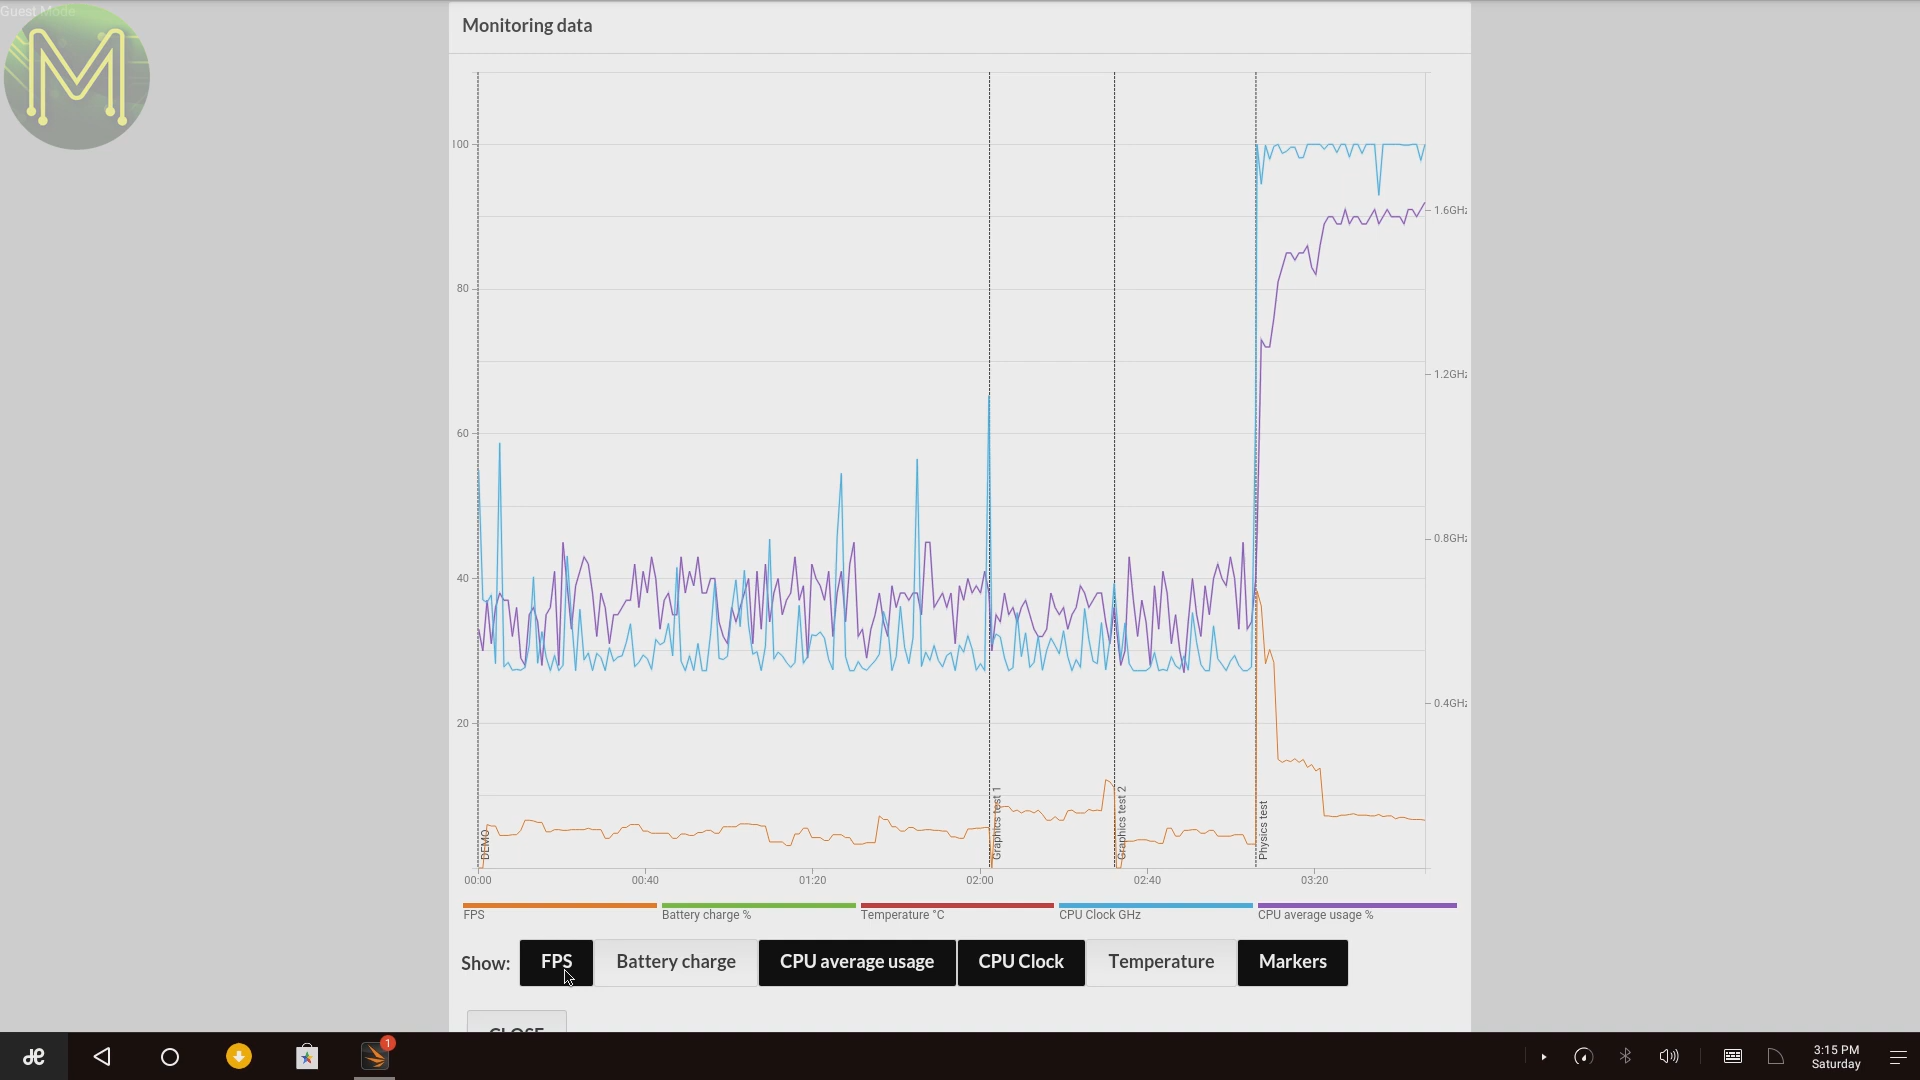 Guest Mode
Monitoring data
100
80
60
40
20
1.6GHz
1.2GHz
0.8GHz
0.4GHz
DEMO
Graphics test 1
Graphics test 2
Physics test
00:00 00:40 01:20 02:00 02:40 03:20
FPS Battery charge % Temperature °C CPU Clock GHz CPU average usage %
Show: FPS Battery charge CPU average usage CPU Clock Temperature Markers
CLOSE
1
3:15 PM
Saturday